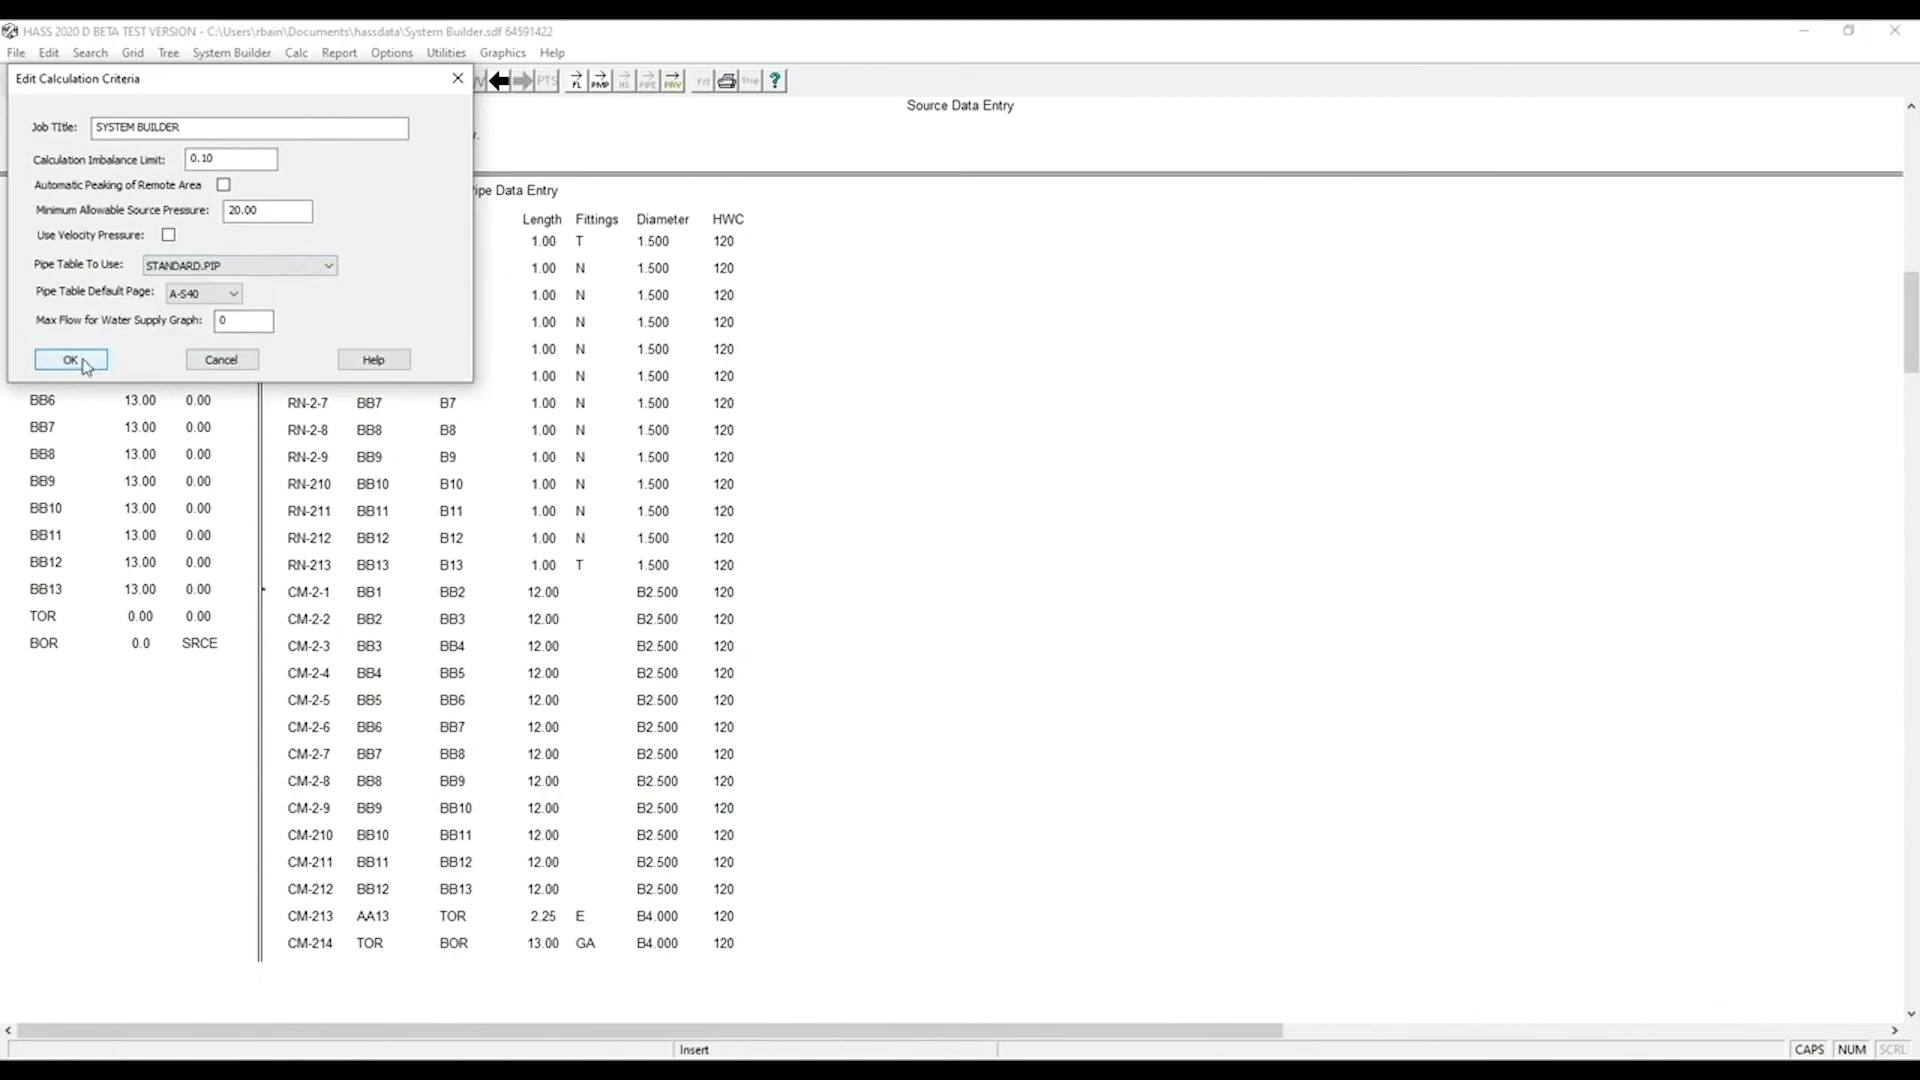 HASS 2020 D BETA TEST VERSION - C:\Users\rbain\Documents\hassdata\System Builder.sdf 64591422
File Edit Search Grid Tree System Builder Calc Report Options Utilities Graphics Help
Edit Calculation Criteria
PTS FL PMP HS PIPE PRV F/C Stop ?
Source Data Entry
Job TItle: SYSTEM BUILDER
Calculation Imbalance Limit: 0.10
Automatic Peaking of Remote Area
Minimum Allowable Source Pressure: 20.00
Use Velocity Pressure:
Pipe Table To Use: STANDARD.PIP
Pipe Table Default Page: A-S40
Max Flow for Water Supply Graph: 0
OK Cancel Help
ipe Data Entry
Length Fittings Diameter HWC
1.00 T 1.500 120
1.00 N 1.500 120
1.00 N 1.500 120
1.00 N 1.500 120
1.00 N 1.500 120
1.00 N 1.500 120
BB6 13.00 0.00
BB7 13.00 0.00
BB8 13.00 0.00
BB9 13.00 0.00
BB10 13.00 0.00
BB11 13.00 0.00
BB12 13.00 0.00
BB13 13.00 0.00
TOR 0.00 0.00
BOR 0.0 SRCE
RN-2-7 BB7 B7 1.00 N 1.500 120
RN-2-8 BB8 B8 1.00 N 1.500 120
RN-2-9 BB9 B9 1.00 N 1.500 120
RN-210 BB10 B10 1.00 N 1.500 120
RN-211 BB11 B11 1.00 N 1.500 120
RN-212 BB12 B12 1.00 N 1.500 120
RN-213 BB13 B13 1.00 T 1.500 120
CM-2-1 BB1 BB2 12.00 B2.500 120
CM-2-2 BB2 BB3 12.00 B2.500 120
CM-2-3 BB3 BB4 12.00 B2.500 120
CM-2-4 BB4 BB5 12.00 B2.500 120
CM-2-5 BB5 BB6 12.00 B2.500 120
CM-2-6 BB6 BB7 12.00 B2.500 120
CM-2-7 BB7 BB8 12.00 B2.500 120
CM-2-8 BB8 BB9 12.00 B2.500 120
CM-2-9 BB9 BB10 12.00 B2.500 120
CM-210 BB10 BB11 12.00 B2.500 120
CM-211 BB11 BB12 12.00 B2.500 120
CM-212 BB12 BB13 12.00 B2.500 120
CM-213 AA13 TOR 2.25 E B4.000 120
CM-214 TOR BOR 13.00 GA B4.000 120
Insert
CAPS NUM SCRL